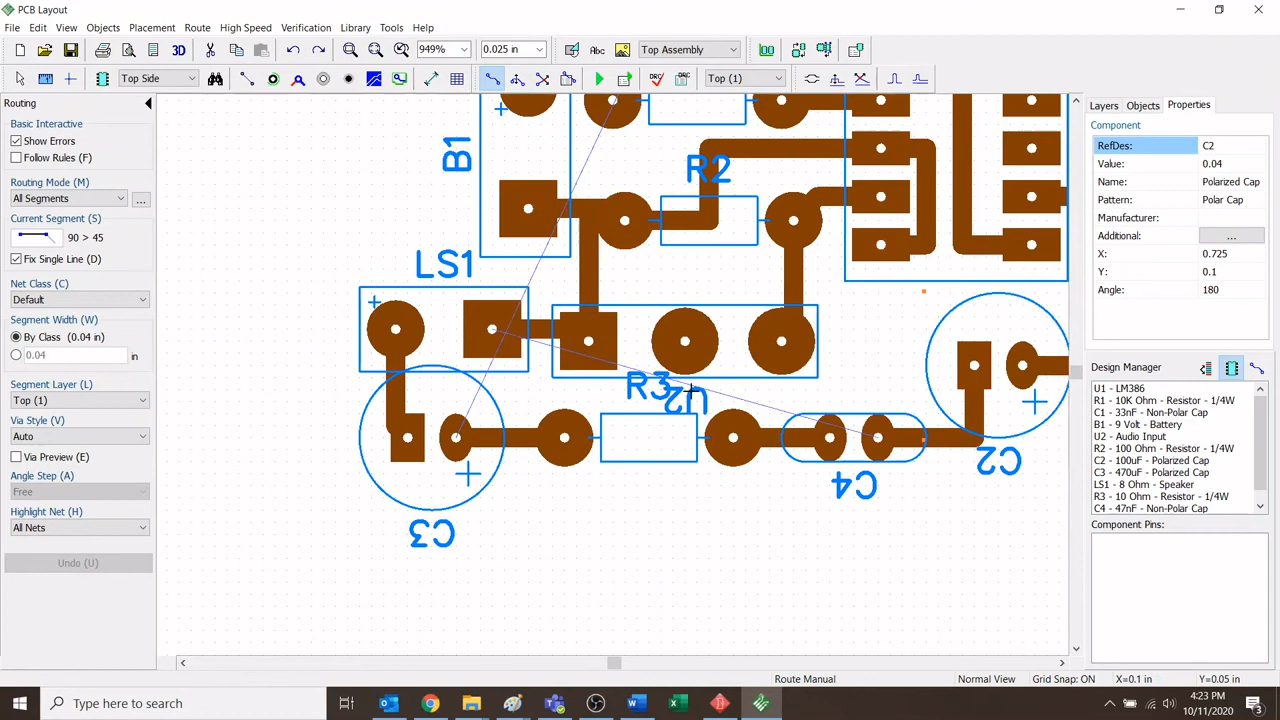 PCB Layout
File Edit View Objects Placement Route High Speed Verification Library Tools Help
3D 949% 0.025 in Abc Top Assembly
Top Side DRC Top (1)
Routing
Basic Interactive
Show Errors
Follow Rules (F)
Routing Mode (M)
All Segments ...
Current Segment (S)
90 > 45
Fix Single Line (D)
Net Class (C)
Default
Segment Width (W)
By Class (0.04 in)
0.04 in
Segment Layer (L)
Top (1)
Via Style (V)
Auto
Via Preview (E)
Angle Step (A)
Free
Highlight Net (H)
All Nets
Undo (U)
+
B1
R2
LS1
+
R3
U2
C4
C2
+
C3
+
Layers Objects Properties
Component
RefDes: C2
Value: 0.04
Name: Polarized Cap
Pattern: Polar Cap
Manufacturer:
Additional: ...
X: 0.725
Y: 0.1
Angle: 180
Design Manager
U1 - LM386
R1 - 10K Ohm - Resistor - 1/4W
C1 - 33nF - Non-Polar Cap
B1 - 9 Volt - Battery
U2 - Audio Input
R2 - 100 Ohm - Resistor - 1/4W
C2 - 100uF - Polarized Cap
C3 - 470uF - Polarized Cap
LS1 - 8 Ohm - Speaker
R3 - 10 Ohm - Resistor - 1/4W
C4 - 47nF - Non-Polar Cap
Component Pins:
Route Manual Normal View Grid Snap: ON X=0.1 in Y=0.05 in
Type here to search
4:23 PM
10/11/2020
3